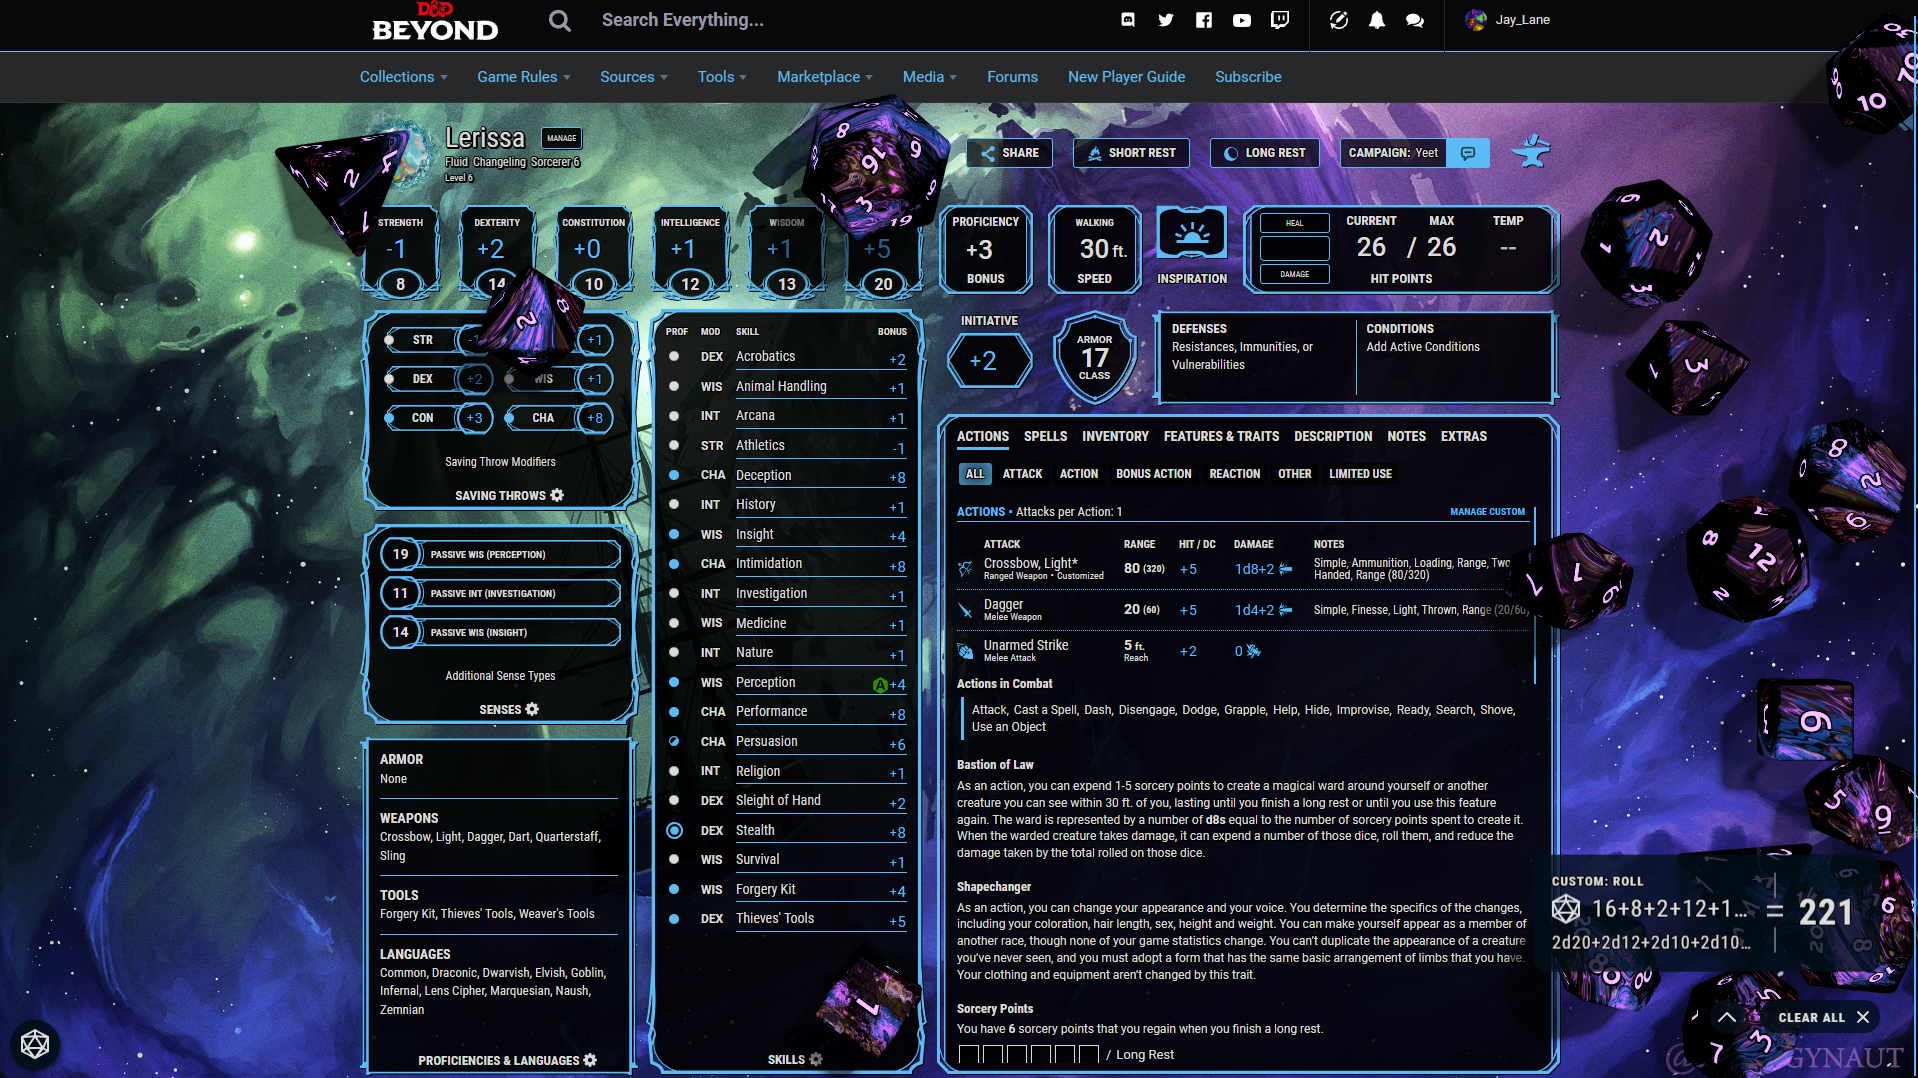 D&D
BEYOND
Search Everything...
Jay_Lane
Collections
Game Rules
Sources
Tools
Marketplace
Media
Forums
New Player Guide
Subscribe
Lerissa
MANAGE
Fluid Changeling Sorcerer 6
Level 6
SHARE
SHORT REST
LONG REST
CAMPAIGN: Yeet
STRENGTH
-1
8
DEXTERITY
+2
14
CONSTITUTION
+0
10
INTELLIGENCE
+1
12
WISDOM
+1
13
+5
20
PROFICIENCY
+3
BONUS
WALKING
30 ft.
SPEED
INSPIRATION
HEAL
DAMAGE
CURRENT MAX TEMP
26 / 26 --
HIT POINTS
STR -1
+1
DEX +2
WIS +1
CON +3
CHA +8
Saving Throw Modifiers
SAVING THROWS
19 PASSIVE WIS (PERCEPTION)
11 PASSIVE INT (INVESTIGATION)
14 PASSIVE WIS (INSIGHT)
Additional Sense Types
SENSES
ARMOR
None
WEAPONS
Crossbow, Light, Dagger, Dart, Quarterstaff,
Sling
TOOLS
Forgery Kit, Thieves' Tools, Weaver's Tools
LANGUAGES
Common, Draconic, Dwarvish, Elvish, Goblin,
Infernal, Lens Cipher, Marquesian, Naush,
Zemnian
PROFICIENCIES & LANGUAGES
PROF MOD SKILL BONUS
DEX Acrobatics +2
WIS Animal Handling +1
INT Arcana +1
STR Athletics -1
CHA Deception +8
INT History +1
WIS Insight +4
CHA Intimidation +8
INT Investigation +1
WIS Medicine +1
INT Nature +1
WIS Perception A +4
CHA Performance +8
CHA Persuasion +6
INT Religion +1
DEX Sleight of Hand +2
DEX Stealth +8
WIS Survival +1
WIS Forgery Kit +4
DEX Thieves' Tools +5
SKILLS
INITIATIVE
+2
ARMOR
17
CLASS
DEFENSES
Resistances, Immunities, or
Vulnerabilities
CONDITIONS
Add Active Conditions
ACTIONS SPELLS INVENTORY FEATURES & TRAITS DESCRIPTION NOTES EXTRAS
ALL ATTACK ACTION BONUS ACTION REACTION OTHER LIMITED USE
ACTIONS • Attacks per Action: 1
MANAGE CUSTOM
ATTACK RANGE HIT / DC DAMAGE NOTES
Crossbow, Light* 80 (320) +5 1d8+2 Simple, Ammunition, Loading, Range, Two
Ranged Weapon • Customized Handed, Range (80/320)
Dagger 20 (60) +5 1d4+2 Simple, Finesse, Light, Thrown, Range (20/60)
Melee Weapon
Unarmed Strike 5 ft. +2 0
Melee Attack Reach
Actions in Combat
Attack, Cast a Spell, Dash, Disengage, Dodge, Grapple, Help, Hide, Improvise, Ready, Search, Shove,
Use an Object
Bastion of Law
As an action, you can expend 1-5 sorcery points to create a magical ward around yourself or another
creature you can see within 30 ft. of you, lasting until you finish a long rest or until you use this feature
again. The ward is represented by a number of d8s equal to the number of sorcery points spent to create it.
When the warded creature takes damage, it can expend a number of those dice, roll them, and reduce the
damage taken by the total rolled on those dice.
Shapechanger
As an action, you can change your appearance and your voice. You determine the specifics of the changes,
including your coloration, hair length, sex, height and weight. You can make yourself appear as a member of
another race, though none of your game statistics change. You can't duplicate the appearance of a creature
you've never seen, and you must adopt a form that has the same basic arrangement of limbs that you have.
Your clothing and equipment aren't changed by this trait.
Sorcery Points
You have 6 sorcery points that you regain when you finish a long rest.
/ Long Rest
CUSTOM: ROLL
16+8+2+12+1... = 221
2d20+2d12+2d10+2d10...
CLEAR ALL
GYNAUT